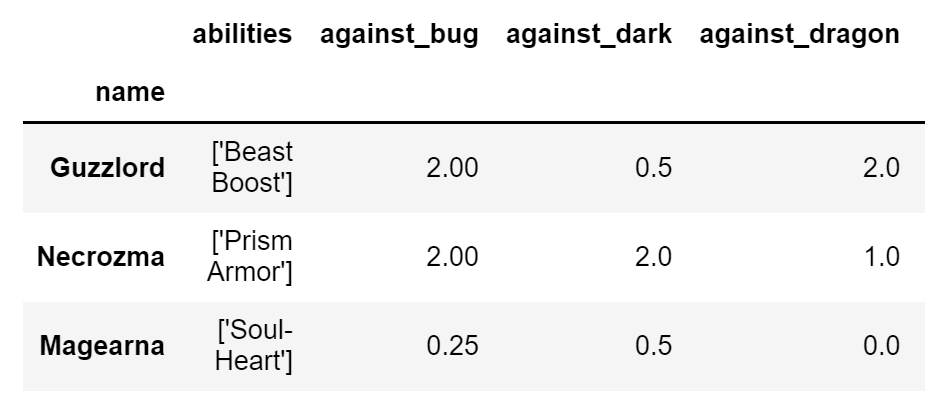 abilities against_bug against_dark against_dragon
name
Guzzlord ['Beast Boost'] 2.00 0.5 2.0
Necrozma ['Prism Armor'] 2.00 2.0 1.0
Magearna ['Soul-Heart'] 0.25 0.5 0.0